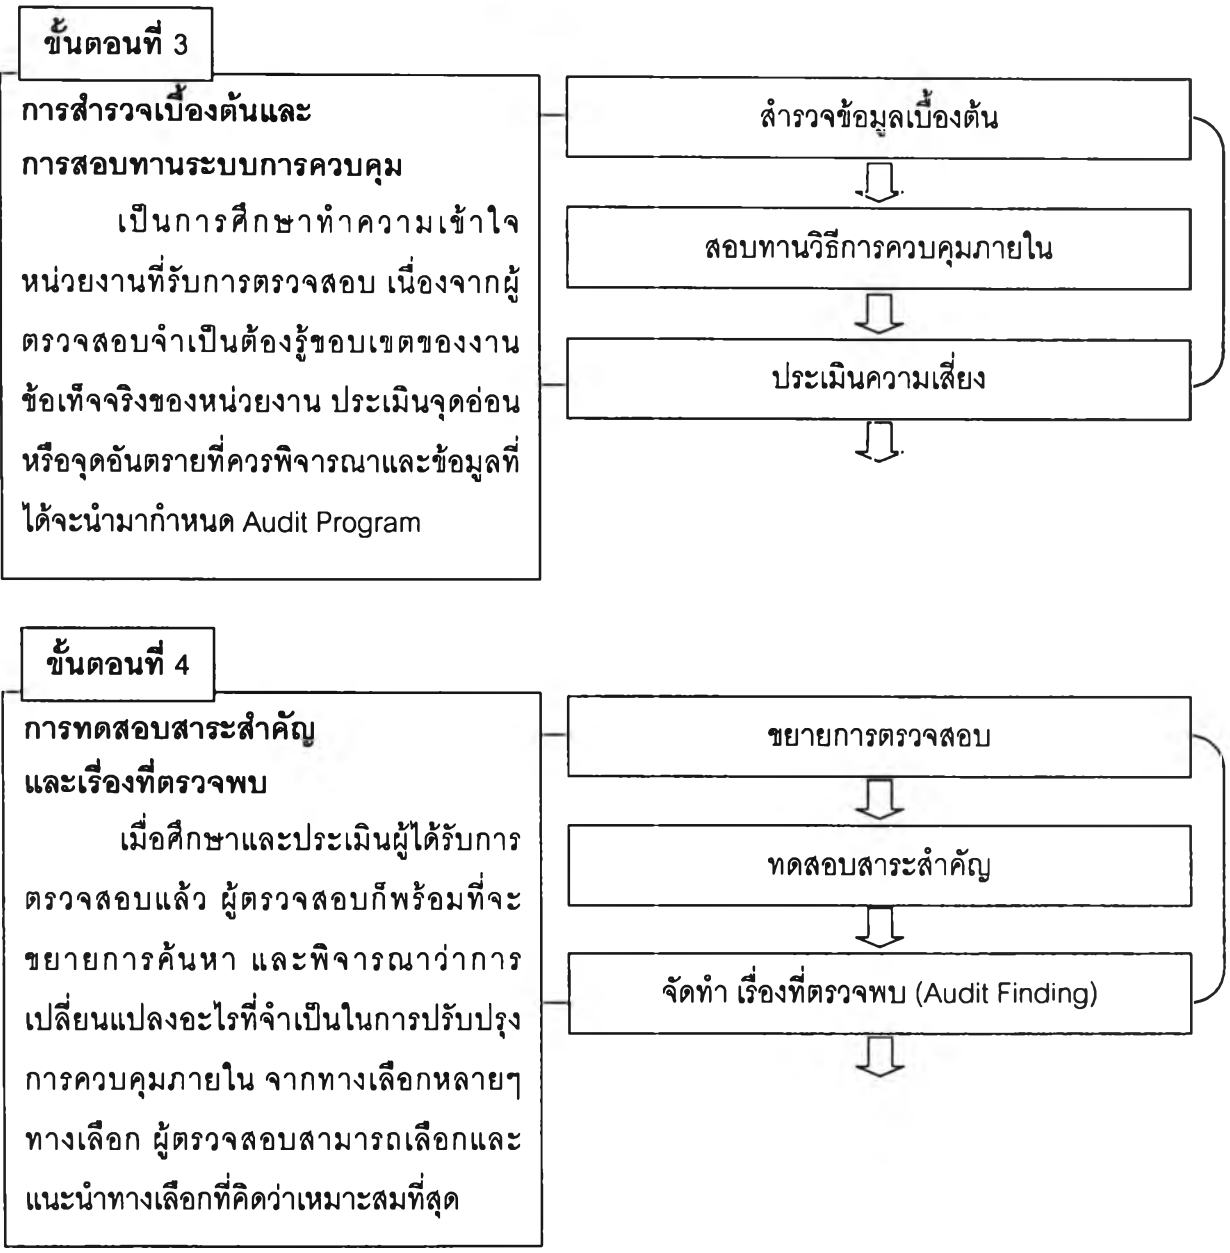 ขั้นตอนที่ 3
การสำรวจเบื้องต้นและ
การสอบทานระบบการควบคุม
เป็นการศึกษาทำความเข้าใจ
หน่วยงานที่รับการตรวจสอบ เนื่องจากผู้
ตรวจสอบจำเป็นต้องรู้ขอบเขตของงาน
ข้อเท็จจริงของหน่วยงาน ประเมินจุดอ่อน
หรือจุดอันตรายที่ควรพิจารณาและข้อมูลที่
ได้จะนำมากำหนด Audit Program
สำรวจข้อมูลเบื้องต้น
สอบทานวิธีการควบคุมภายใน
ประเมินความเสี่ยง
ขั้นตอนที่ 4
การทดสอบสาระสำคัญ
และเรื่องที่ตรวจพบ
เมื่อศึกษาและประเมินผู้ได้รับการ
ตรวจสอบแล้ว ผู้ตรวจสอบก็พร้อมที่จะ
ขยายการค้นหา และพิจารณาว่าการ
เปลี่ยนแปลงอะไรที่จำเป็นในการปรับปรุง
การควบคุมภายใน จากทางเลือกหลายๆ
ทางเลือก ผู้ตรวจสอบสามารถเลือกและ
แนะนำทางเลือกที่คิดว่าเหมาะสมที่สุด
ขยายการตรวจสอบ
ทดสอบสาระสำคัญ
จัดทำ เรื่องที่ตรวจพบ (Audit Finding)